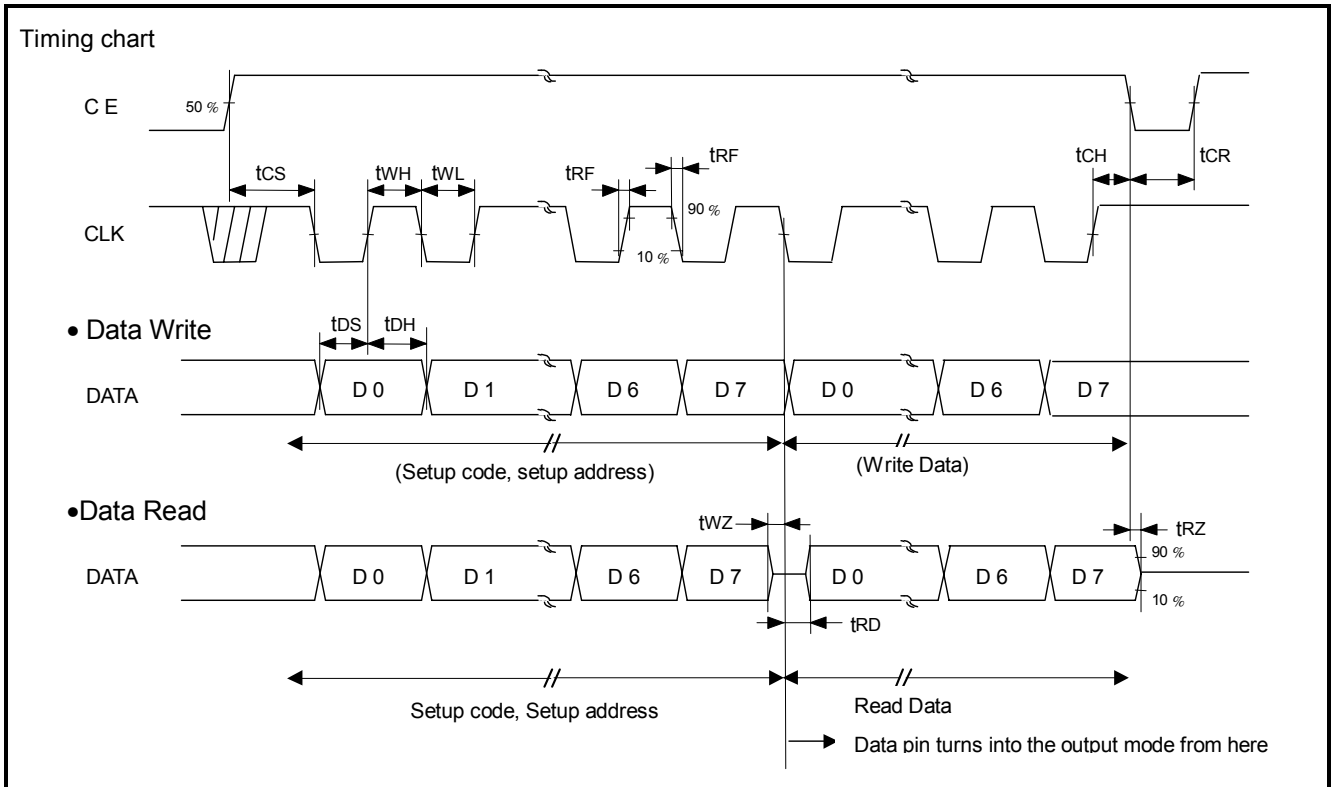 Timing chart
C E
50 %
tCS
tWH
tWL
tRF
tRF
tCH
tCR
CLK
90 %
10 %
• Data Write
tDS
tDH
DATA
D 0
D 1
D 6
D 7
D 0
D 6
D 7
(Setup code, setup address)
(Write Data)
•Data Read
tWZ
tRZ
90 %
DATA
D 0
D 1
D 6
D 7
D 0
D 6
D 7
10 %
tRD
Setup code, Setup address
Read Data
Data pin turns into the output mode from here